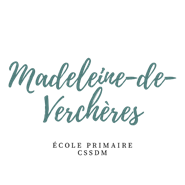 Madeleine-de-
Verchères
ÉCOLE PRIMAIRE
CSSDM